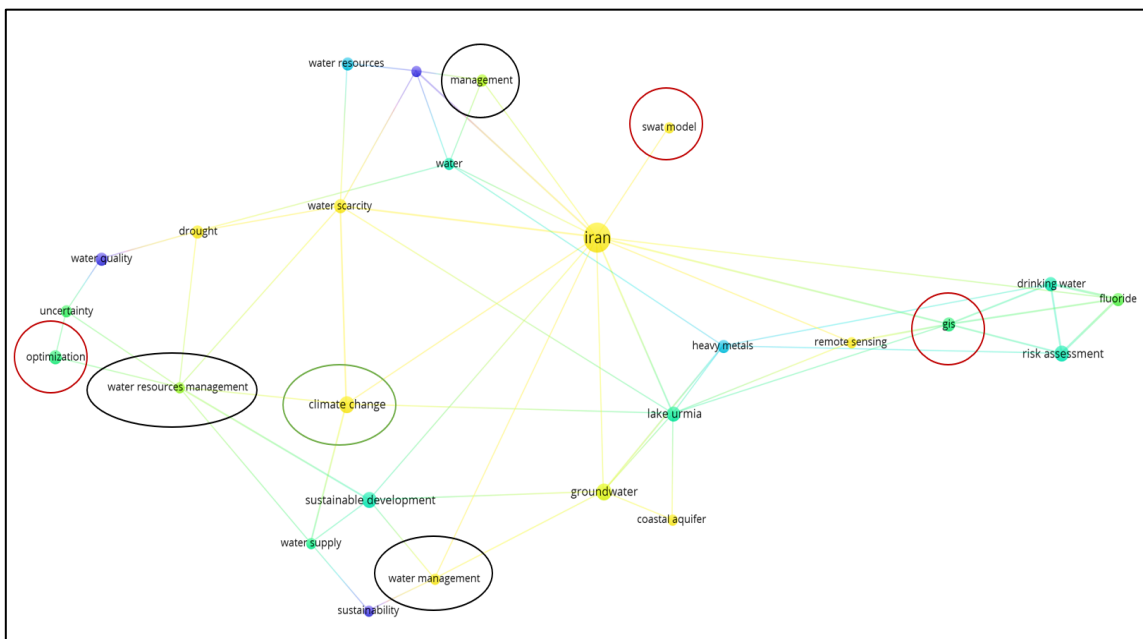 water resources
management
swat model
water
water scarcity
drought
iran
water quality
drinking water
fluoride
uncertainty
gis
optimization
heavy metals
remote sensing
risk assessment
water resources management
climate change
lake urmia
groundwater
sustainable development
coastal aquifer
water supply
water management
sustainability